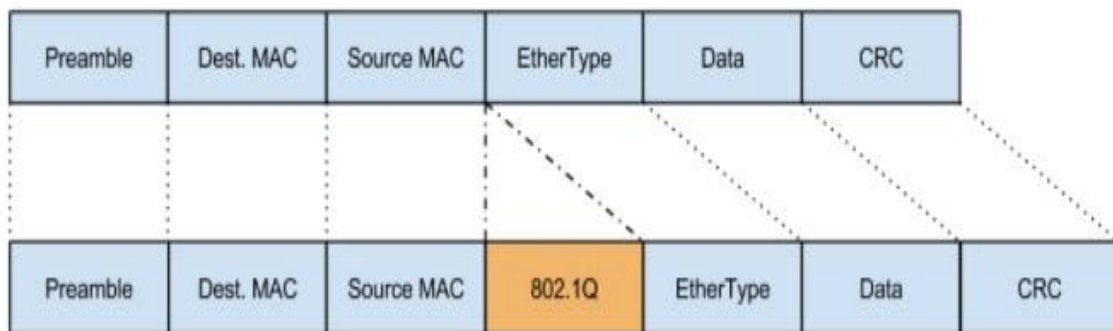 Preamble Dest. MAC Source MAC EtherType Data CRC
Preamble Dest. MAC Source MAC 802.1Q EtherType Data CRC